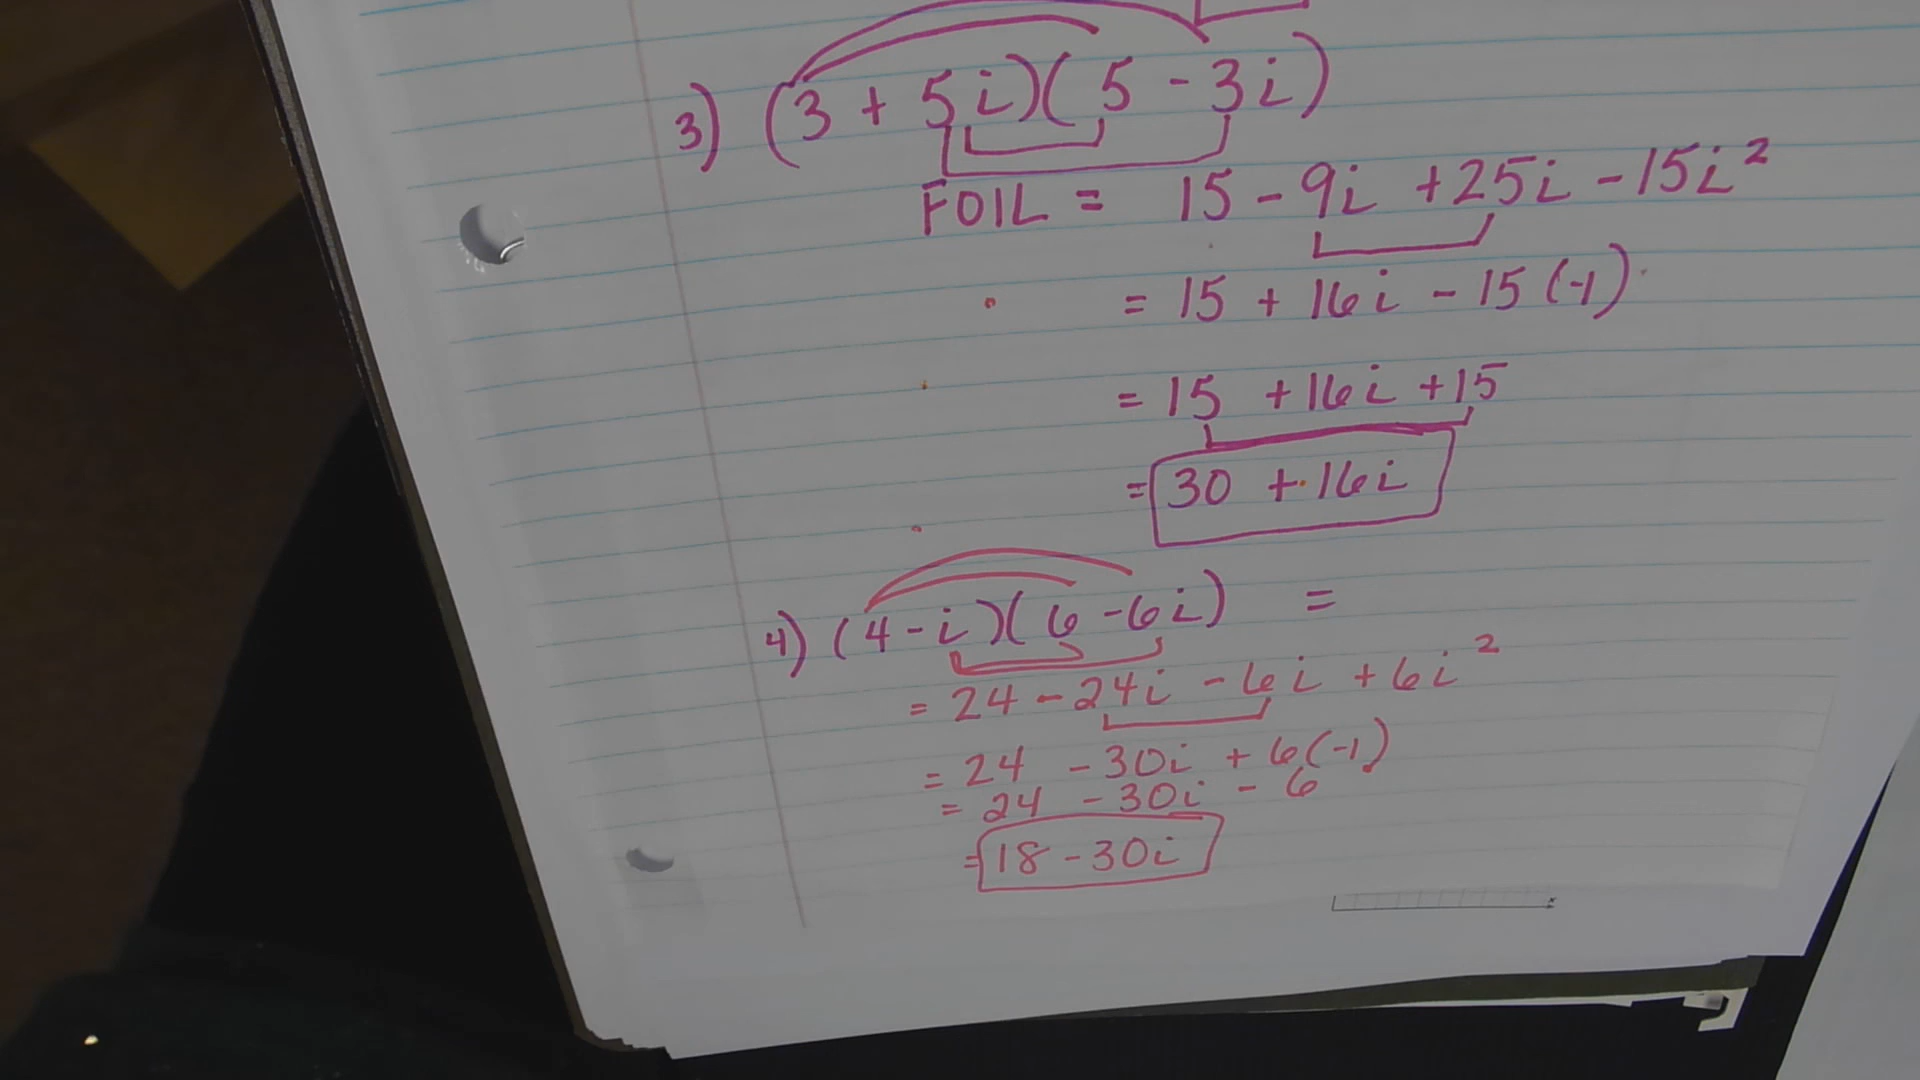 3) (3 + 5i)(5 - 3i)
FOIL = 15 - 9i + 25i - 15i²
= 15 + 16i - 15(-1)
= 15 + 16i + 15
= 30 + 16i
4) (4 - i)(6 - 6i) =
= 24 - 24i - 6i + 6i²
= 24 - 30i + 6(-1)
= 24 - 30i - 6
= 18 - 30i